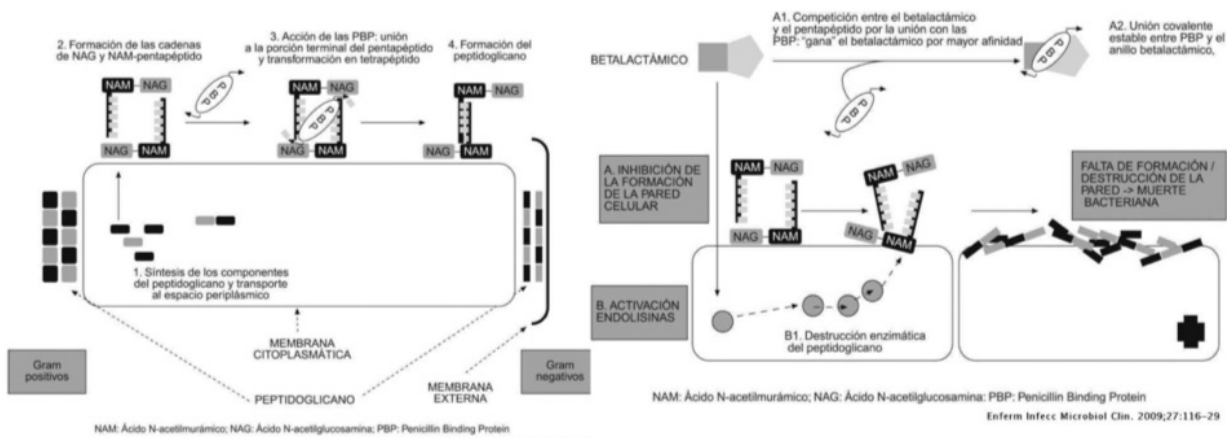 2. Formación de las cadenas
de NAG y NAM-pentapéptido
3. Acción de las PBP: unión
a la porción terminal del pentapéptido
y transformación en tetrapéptido
4. Formación del
peptidoglicano
NAM NAG
PBP
NAM NAG
PBP
NAM NAG
NAG NAM
NAG NAM
NAG NAM
1. Síntesis de los componentes
del peptidoglicano y transporte
al espacio periplásmico
MEMBRANA
CITOPLASMÁTICA
Gram
positivos
PEPTIDOGLICANO
MEMBRANA
EXTERNA
Gram
negativos
NAM: Ácido N-acetilmurámico; NAG: Ácido N-acetilglucosamina; PBP: Penicillin Binding Protein
A1. Competición entre el betalactámico
y el pentapéptido por la unión con las
PBP: "gana" el betalactámico por mayor afinidad
A2. Unión covalente
estable entre PBP y el
anillo betalactámico,
BETALACTÁMICO
PBP
PBP
A. INHIBICIÓN DE
LA FORMACIÓN
DE LA PARED
CELULAR
NAM NAG
NAM NAG
NAG NAM
NAG NAM
FALTA DE FORMACIÓN /
DESTRUCCIÓN DE LA
PARED -> MUERTE
BACTERIANA
B. ACTIVACIÓN
ENDOLISINAS
B1. Destrucción enzimática
del peptidoglicano
NAM: Ácido N-acetilmurámico; NAG: Ácido N-acetilglucosamina: PBP: Penicillin Binding Protein
Enferm Infecc Microbiol Clin. 2009;27:116–29